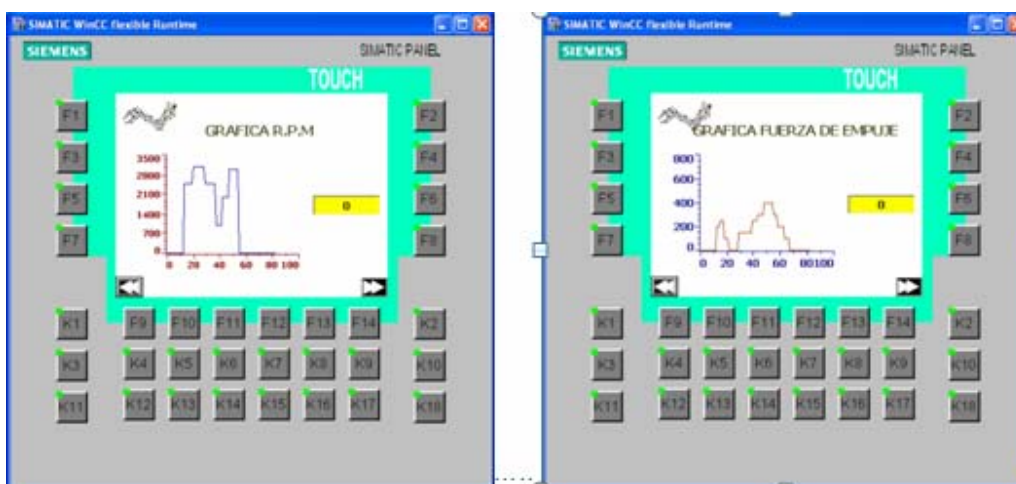 SIMATIC WinCC flexible Runtime
SIEMENS SIMATIC PANEL
TOUCH
F1 F2
GRAFICA R.P.M
F3 F4
3500
2800
F5 F6
2100
0
1400
F7 F8
700
0
0 20 40 60 80 100
K1 F9 F10 F11 F12 F13 F14 K2
K3 K4 K5 K6 K7 K8 K9 K10
K11 K12 K13 K14 K15 K16 K17 K18
SIMATIC WinCC flexible Runtime
SIEMENS SIMATIC PANEL
TOUCH
F1 F2
GRAFICA FUERZA DE EMPUJE
F3 F4
800
600
F5 F6
400
0
200
F7 F8
0
0 20 40 60 80 100
K1 F9 F10 F11 F12 F13 F14 K2
K3 K4 K5 K6 K7 K8 K9 K10
K11 K12 K13 K14 K15 K16 K17 K18